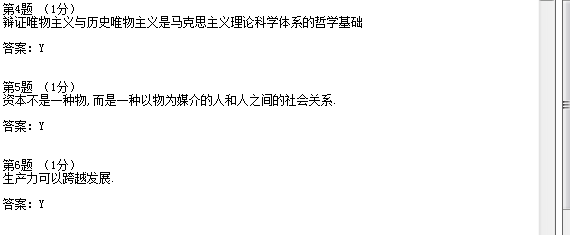 第4题 (1分)
辩证唯物主义与历史唯物主义是马克思主义理论科学体系的哲学基础
答案: Y
第5题 (1分)
资本不是一种物,而是一种以物为媒介的人和人之间的社会关系.
答案: Y
第6题 (1分)
生产力可以跨越发展.
答案: Y